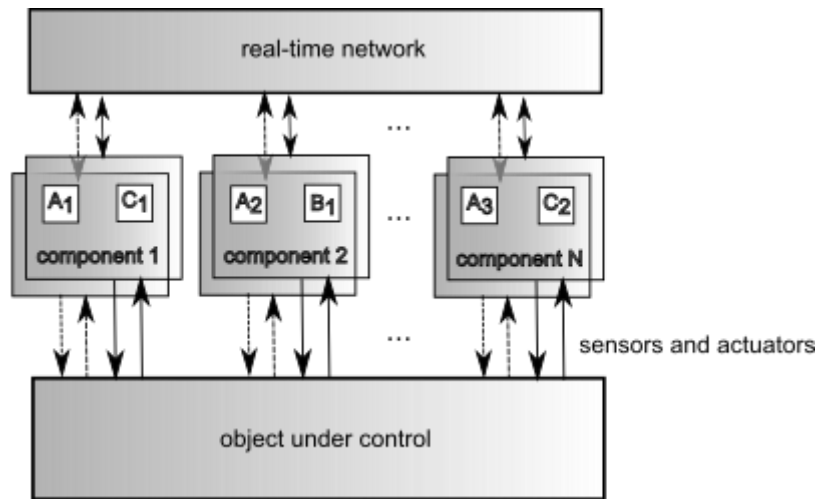 real-time network
...
A1 C1 A2 B1 ... A3 C2
component 1 component 2 component N
...
sensors and actuators
object under control